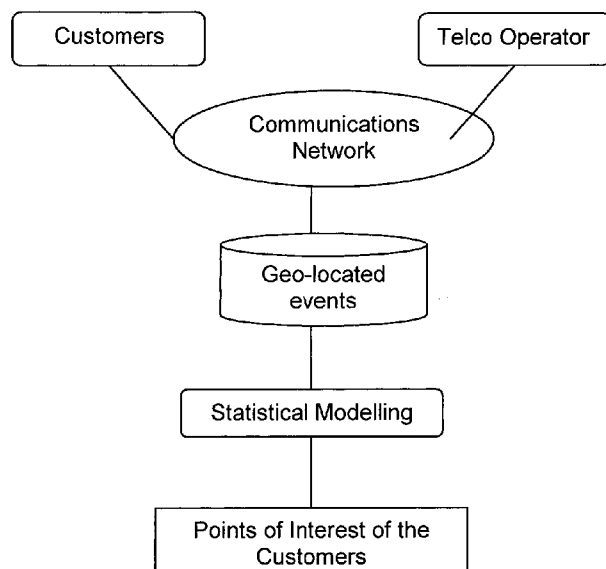 Customers
Telco Operator
Communications
Network
Geo-located
events
Statistical Modelling
Points of Interest of the
Customers